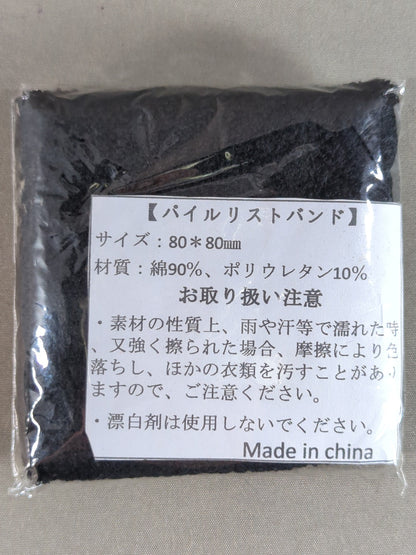 【パイルリストバンド】
サイズ：80＊80㎜
材質：綿90％、ポリウレタン10％
お取り扱い注意
・素材の性質上、雨や汗等で濡れた時
、又強く擦られた場合、摩擦により色
落ちし、ほかの衣類を汚すことがあり
ますので、ご注意ください。
・漂白剤は使用しないでください。
Made in china